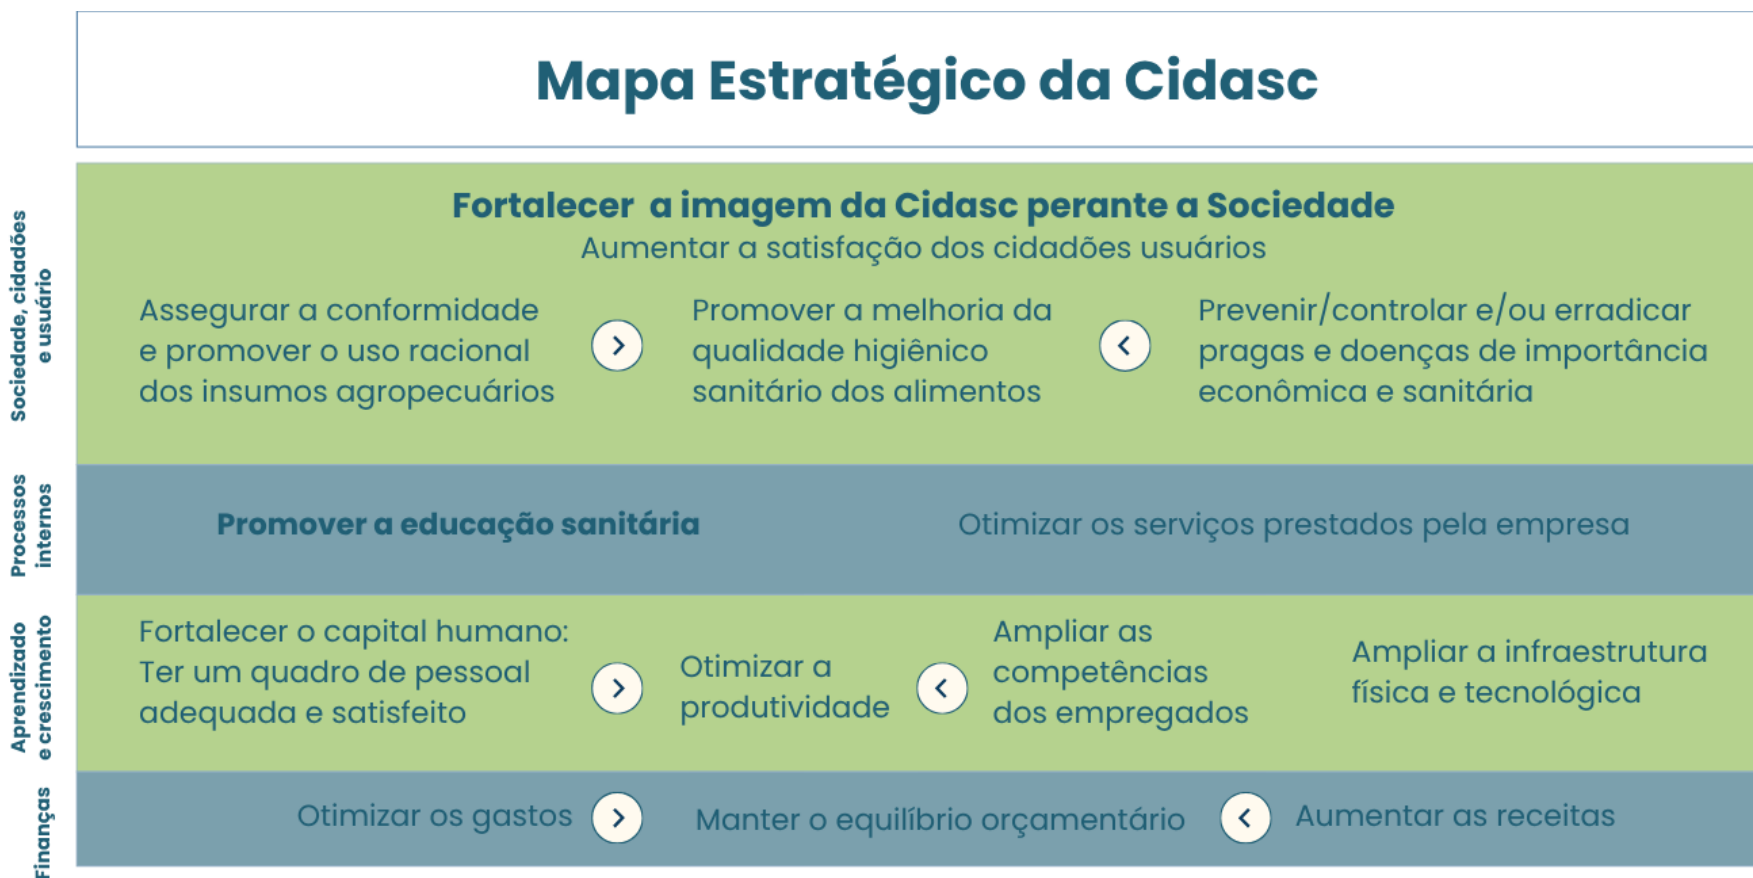 Mapa Estratégico da Cidasc
Sociedade, cidadões
e usuário
Fortalecer a imagem da Cidasc perante a Sociedade
Aumentar a satisfação dos cidadões usuários
Assegurar a conformidade
e promover o uso racional
dos insumos agropecuários
Promover a melhoria da
qualidade higiênico
sanitário dos alimentos
Prevenir/controlar e/ou erradicar
pragas e doenças de importância
econômica e sanitária
Processos
internos
Promover a educação sanitária
Otimizar os serviços prestados pela empresa
Aprendizado
e crescimento
Fortalecer o capital humano:
Ter um quadro de pessoal
adequada e satisfeito
Otimizar a
produtividade
Ampliar as
competências
dos empregados
Ampliar a infraestrutura
física e tecnológica
Finanças
Otimizar os gastos
Manter o equilíbrio orçamentário
Aumentar as receitas